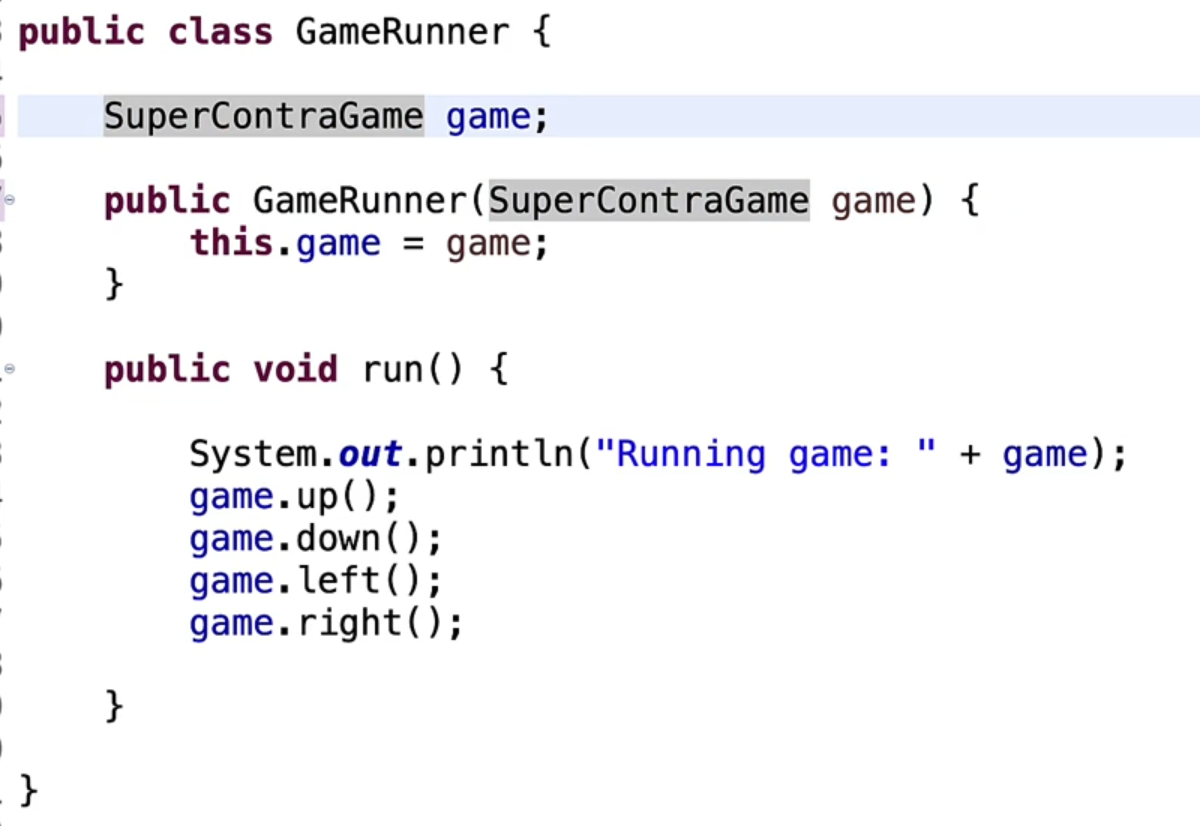 public class GameRunner {
SuperContraGame game;
public GameRunner(SuperContraGame game) {
this.game = game;
}
public void run() {
System.out.println("Running game: " + game);
game.up();
game.down();
game.left();
game.right();
}
}